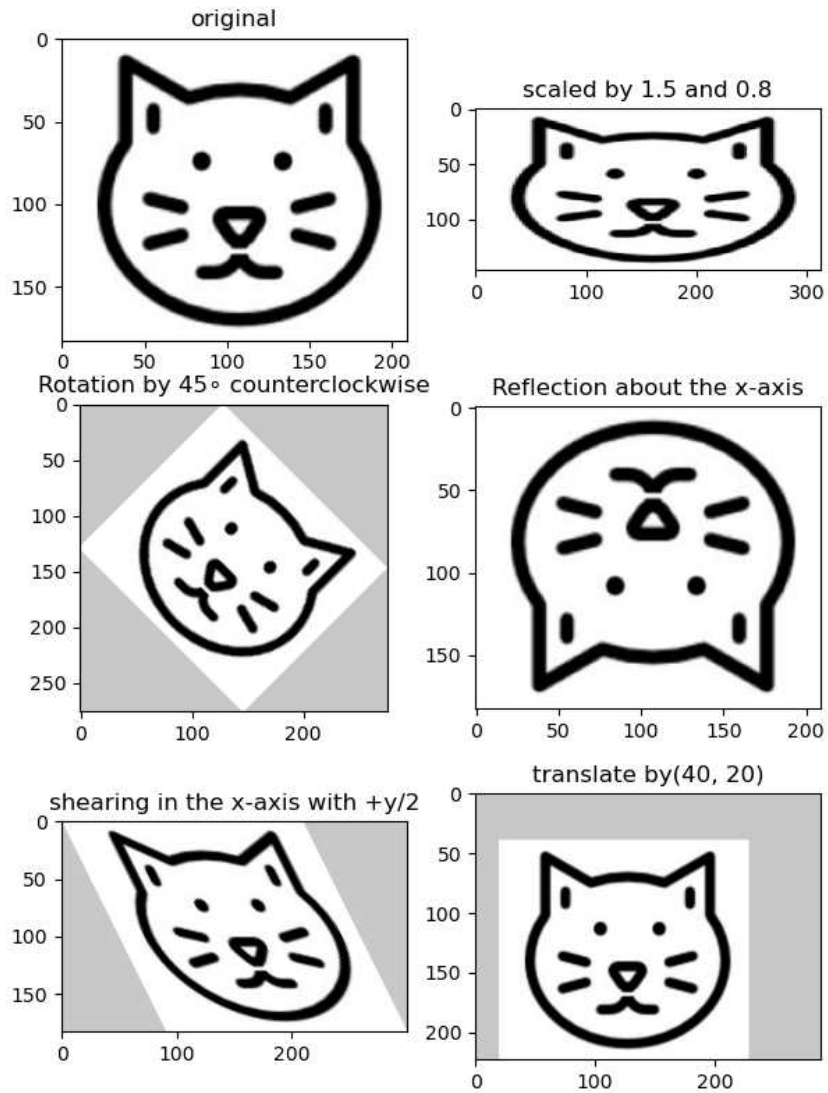 original
0
50
100
150
0 50 100 150 200
scaled by 1.5 and 0.8
0
50
100
0 100 200 300
Rotation by 45∘ counterclockwise
0
50
100
150
200
250
0 100 200
Reflection about the x-axis
0
50
100
150
0 50 100 150 200
shearing in the x-axis with +y/2
0
50
100
150
0 100 200
translate by(40, 20)
0
50
100
150
200
0 100 200